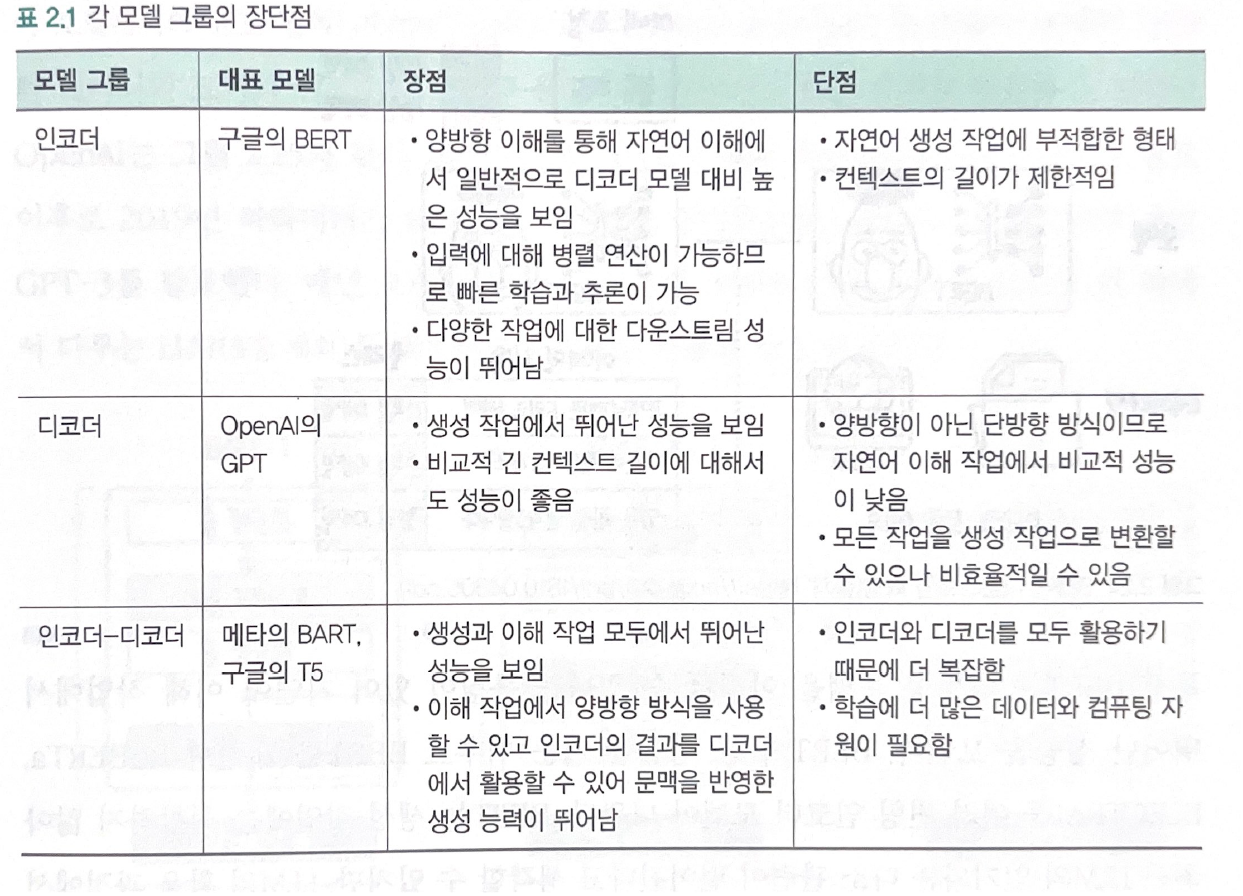 표 2.1 각 모델 그룹의 장단점
모델 그룹 대표 모델 장점 단점
인코더 구글의 BERT
• 양방향 이해를 통해 자연어 이해에
서 일반적으로 디코더 모델 대비 높
은 성능을 보임
• 입력에 대해 병렬 연산이 가능하므
로 빠른 학습과 추론이 가능
• 다양한 작업에 대한 다운스트림 성
능이 뛰어남
• 자연어 생성 작업에 부적합한 형태
• 컨텍스트의 길이가 제한적임
디코더
OpenAI의
GPT
• 생성 작업에서 뛰어난 성능을 보임
• 비교적 긴 컨텍스트 길이에 대해서
도 성능이 좋음
• 양방향이 아닌 단방향 방식이므로
자연어 이해 작업에서 비교적 성능
이 낮음
• 모든 작업을 생성 작업으로 변환할
수 있으나 비효율적일 수 있음
인코더-디코더
메타의 BART,
구글의 T5
• 생성과 이해 작업 모두에서 뛰어난
성능을 보임
• 이해 작업에서 양방향 방식을 사용
할 수 있고 인코더의 결과를 디코더
에서 활용할 수 있어 문맥을 반영한
생성 능력이 뛰어남
• 인코더와 디코더를 모두 활용하기
때문에 더 복잡함
• 학습에 더 많은 데이터와 컴퓨팅 자
원이 필요함